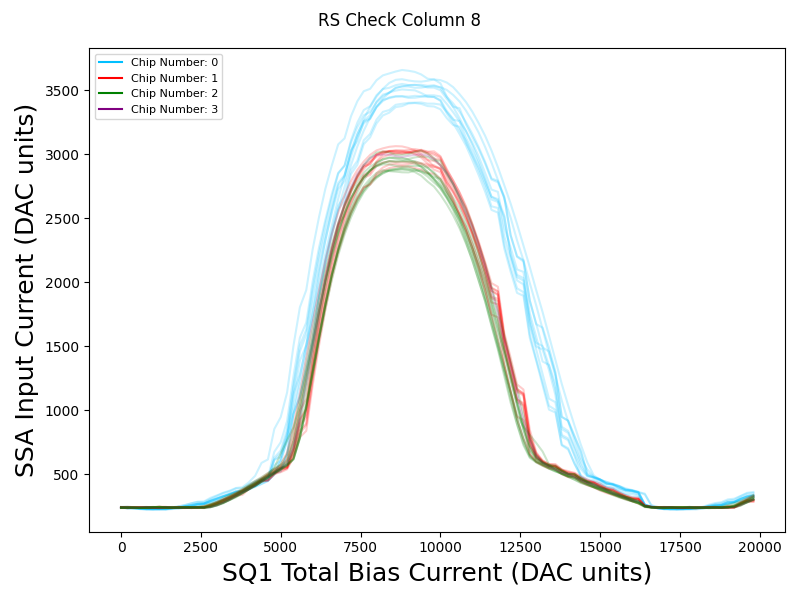 RS Check Column 8
Chip Number: 0
Chip Number: 1
Chip Number: 2
Chip Number: 3
SSA Input Current (DAC units)
3500
3000
2500
2000
1500
1000
500
0 2500 5000 7500 10000 12500 15000 17500 20000
SQ1 Total Bias Current (DAC units)